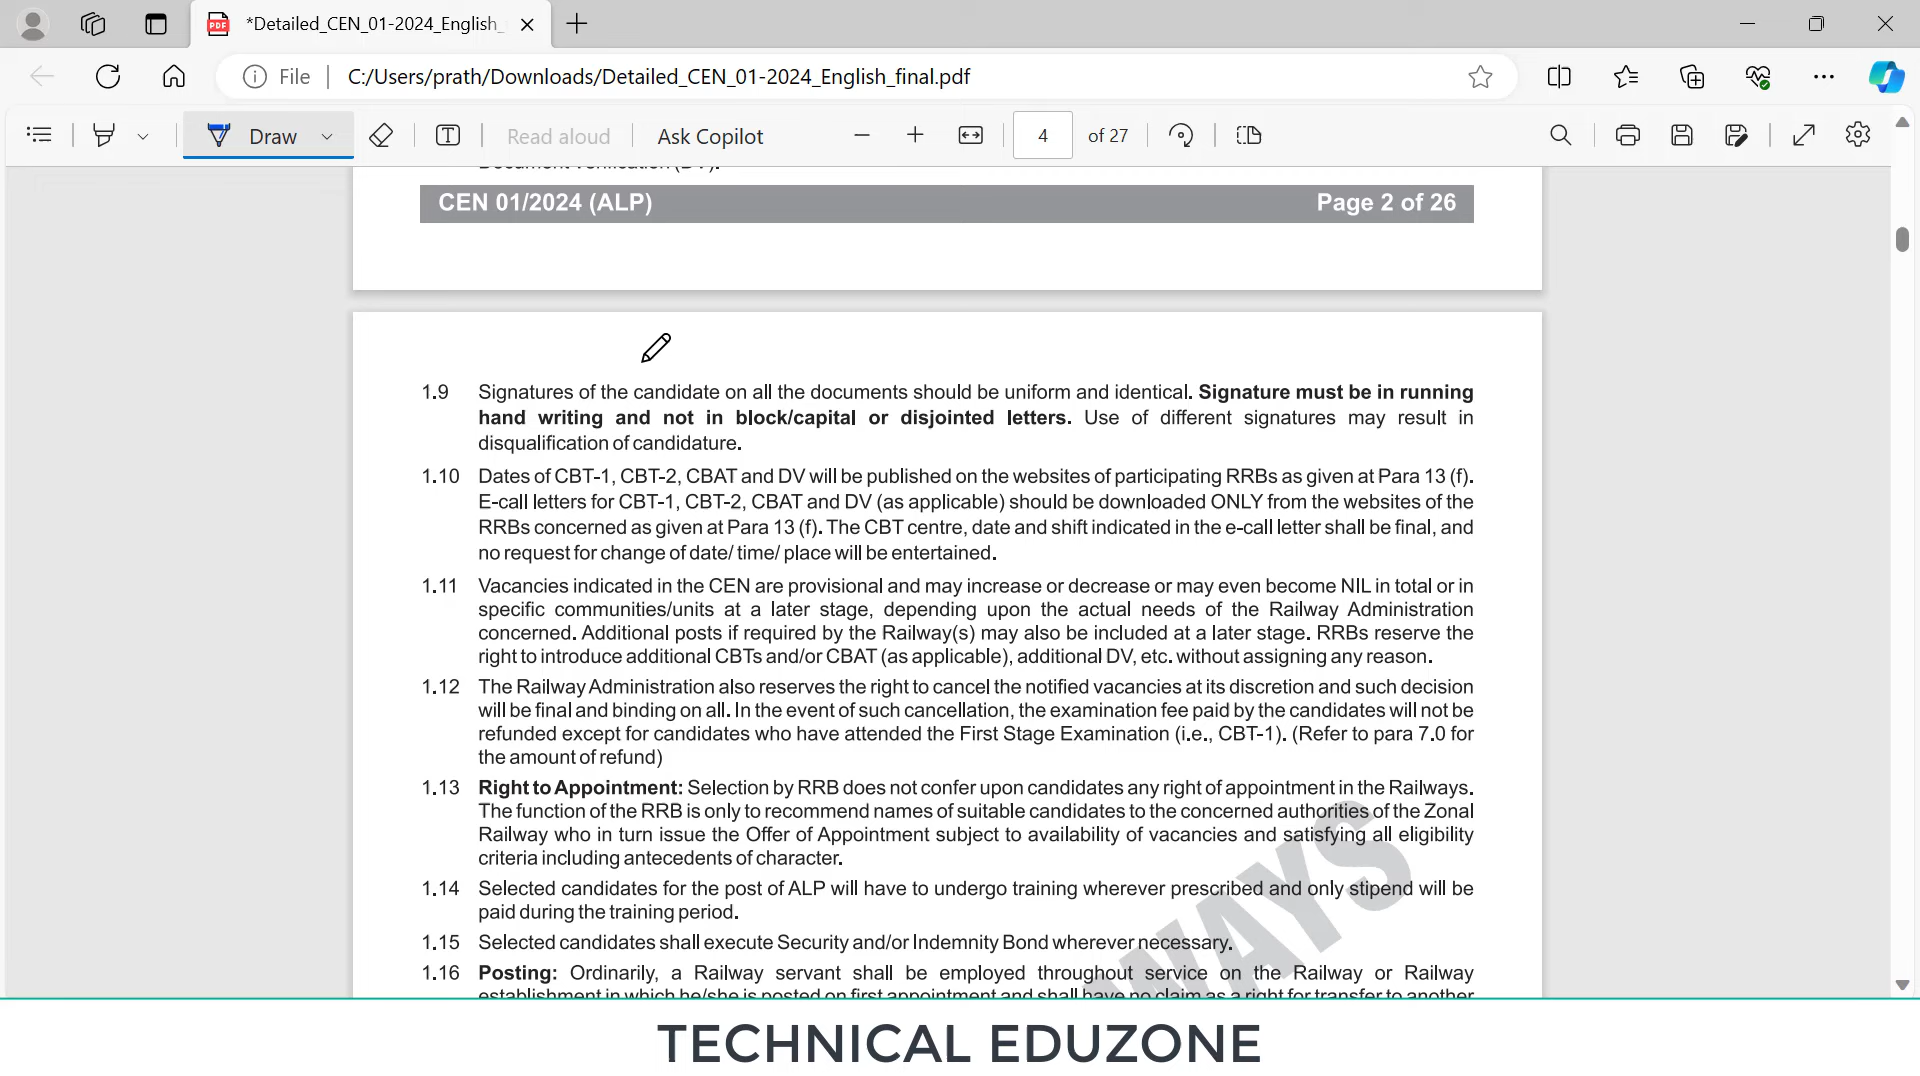 *Detailed_CEN_01-2024_English_
File
C:/Users/prath/Downloads/Detailed_CEN_01-2024_English_final.pdf
Draw
Read aloud
Ask Copilot
4
of 27
Document Verification (DV).
CEN 01/2024 (ALP) Page 2 of 26
1.9 Signatures of the candidate on all the documents should be uniform and identical. Signature must be in running
hand writing and not in block/capital or disjointed letters. Use of different signatures may result in
disqualification of candidature.
1.10 Dates of CBT-1, CBT-2, CBAT and DV will be published on the websites of participating RRBs as given at Para 13 (f).
E-call letters for CBT-1, CBT-2, CBAT and DV (as applicable) should be downloaded ONLY from the websites of the
RRBs concerned as given at Para 13 (f). The CBT centre, date and shift indicated in the e-call letter shall be final, and
no request for change of date/ time/ place will be entertained.
1.11 Vacancies indicated in the CEN are provisional and may increase or decrease or may even become NIL in total or in
specific communities/units at a later stage, depending upon the actual needs of the Railway Administration
concerned. Additional posts if required by the Railway(s) may also be included at a later stage. RRBs reserve the
right to introduce additional CBTs and/or CBAT (as applicable), additional DV, etc. without assigning any reason.
1.12 The Railway Administration also reserves the right to cancel the notified vacancies at its discretion and such decision
will be final and binding on all. In the event of such cancellation, the examination fee paid by the candidates will not be
refunded except for candidates who have attended the First Stage Examination (i.e., CBT-1). (Refer to para 7.0 for
the amount of refund)
1.13 Right to Appointment: Selection by RRB does not confer upon candidates any right of appointment in the Railways.
The function of the RRB is only to recommend names of suitable candidates to the concerned authorities of the Zonal
Railway who in turn issue the Offer of Appointment subject to availability of vacancies and satisfying all eligibility
criteria including antecedents of character.
1.14 Selected candidates for the post of ALP will have to undergo training wherever prescribed and only stipend will be
paid during the training period.
1.15 Selected candidates shall execute Security and/or Indemnity Bond wherever necessary.
1.16 Posting: Ordinarily, a Railway servant shall be employed throughout service on the Railway or Railway
establishment in which he/she is posted on first appointment and shall have no claim as a right for transfer to another
WAYS
TECHNICAL EDUZONE